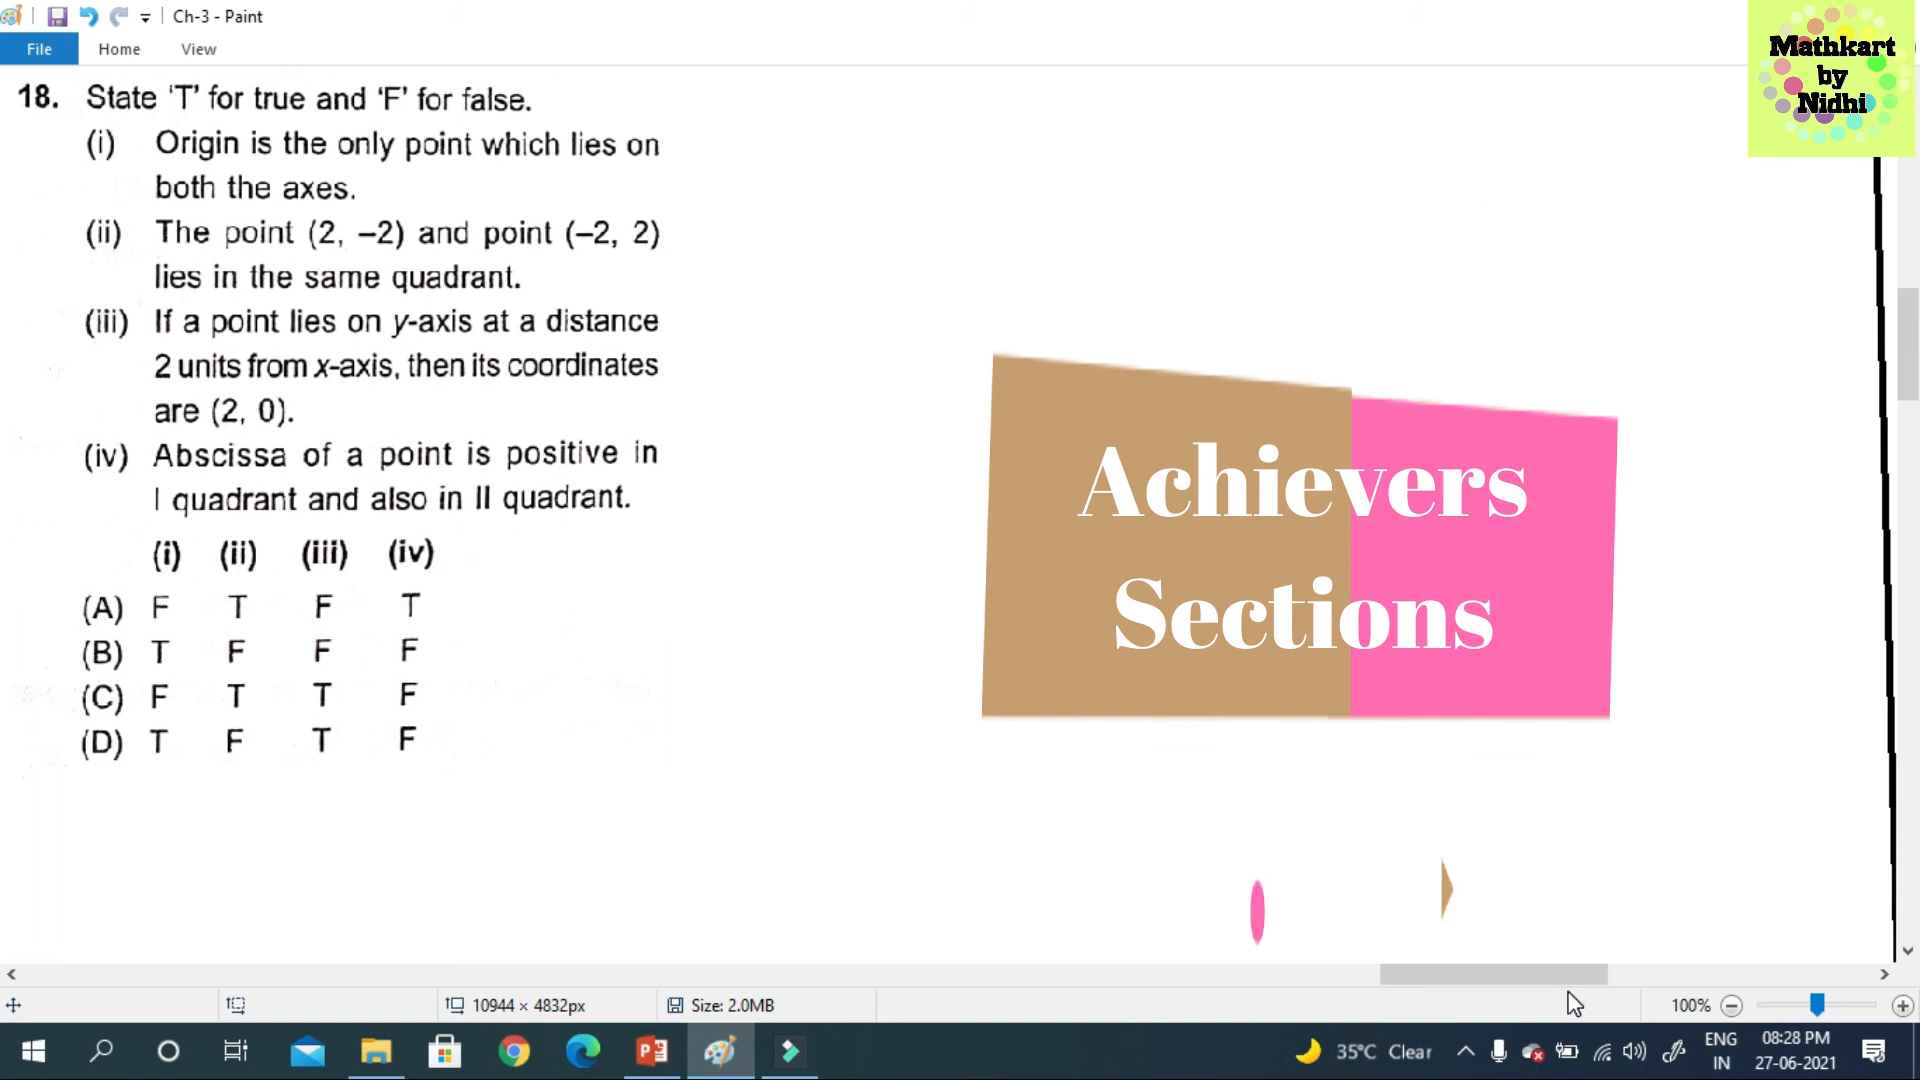 Ch-3 - Paint
File Home View
Mathkart
by
Nidhi
18. State ‘T’ for true and ‘F’ for false.
(i) Origin is the only point which lies on
both the axes.
(ii) The point (2, –2) and point (–2, 2)
lies in the same quadrant.
(iii) If a point lies on y-axis at a distance
2 units from x-axis, then its coordinates
are (2, 0).
(iv) Abscissa of a point is positive in
I quadrant and also in II quadrant.
(i) (ii) (iii) (iv)
(A) F T F T
(B) T F F F
(C) F T T F
(D) T F T F
Achievers
Sections
10944 × 4832px Size: 2.0MB 100%
35°C Clear ENG 08:28 PM
IN 27-06-2021